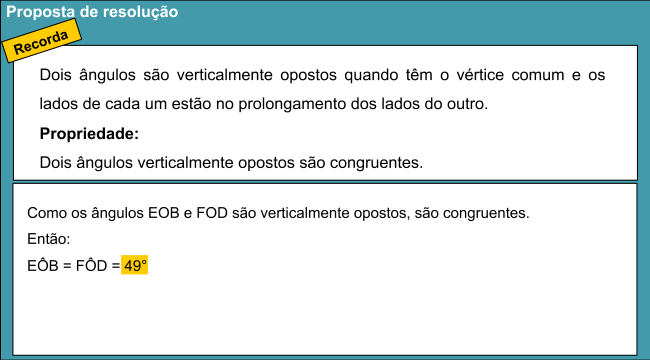 Proposta de resolução
Recorda
Dois ângulos são verticalmente opostos quando têm o vértice comum e os
lados de cada um estão no prolongamento dos lados do outro.
Propriedade:
Dois ângulos verticalmente opostos são congruentes.
Como os ângulos EOB e FOD são verticalmente opostos, são congruentes.
Então:
EÔB = FÔD = 49°